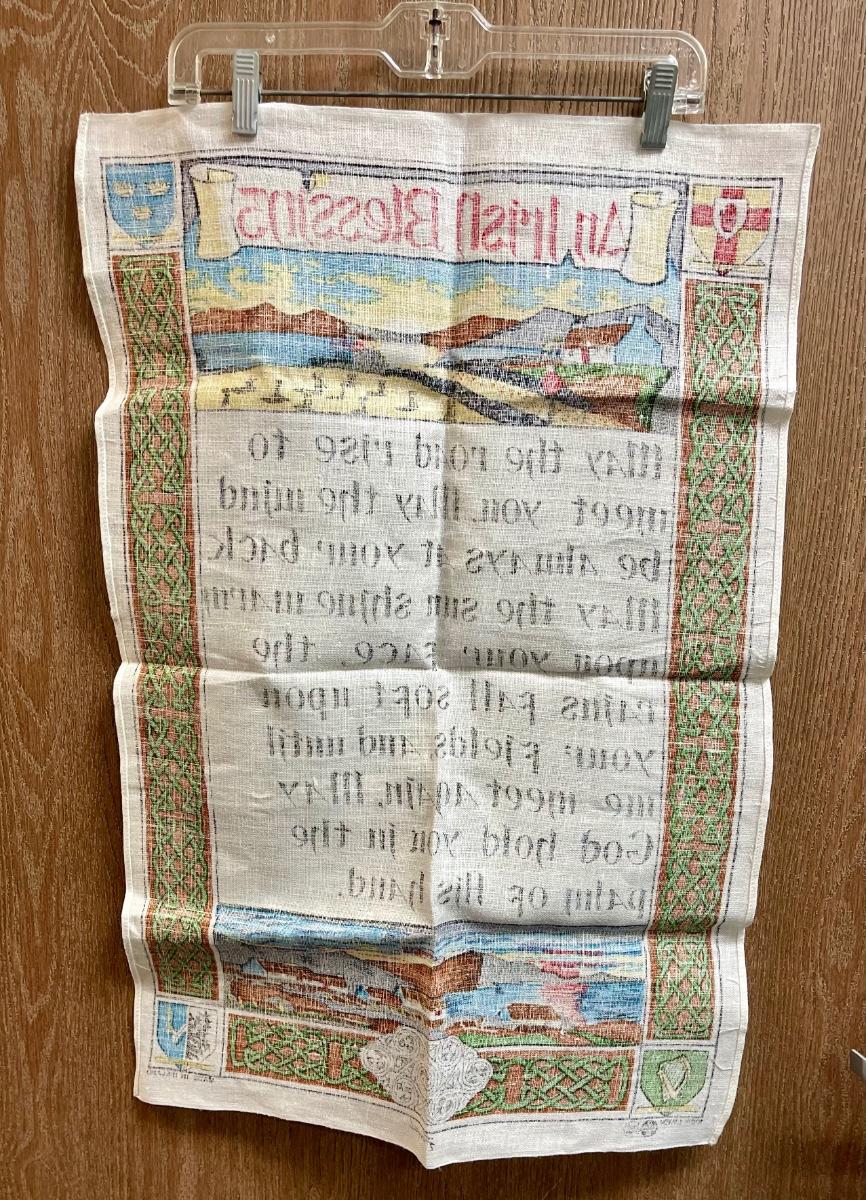 An Irish Blessing
May the road rise to
meet you. May the wind
be always at your back
May the sun shine warm
upon your face, the
rains fall soft upon
your fields and until
we meet again. May
God hold you in the
palm of His hand.